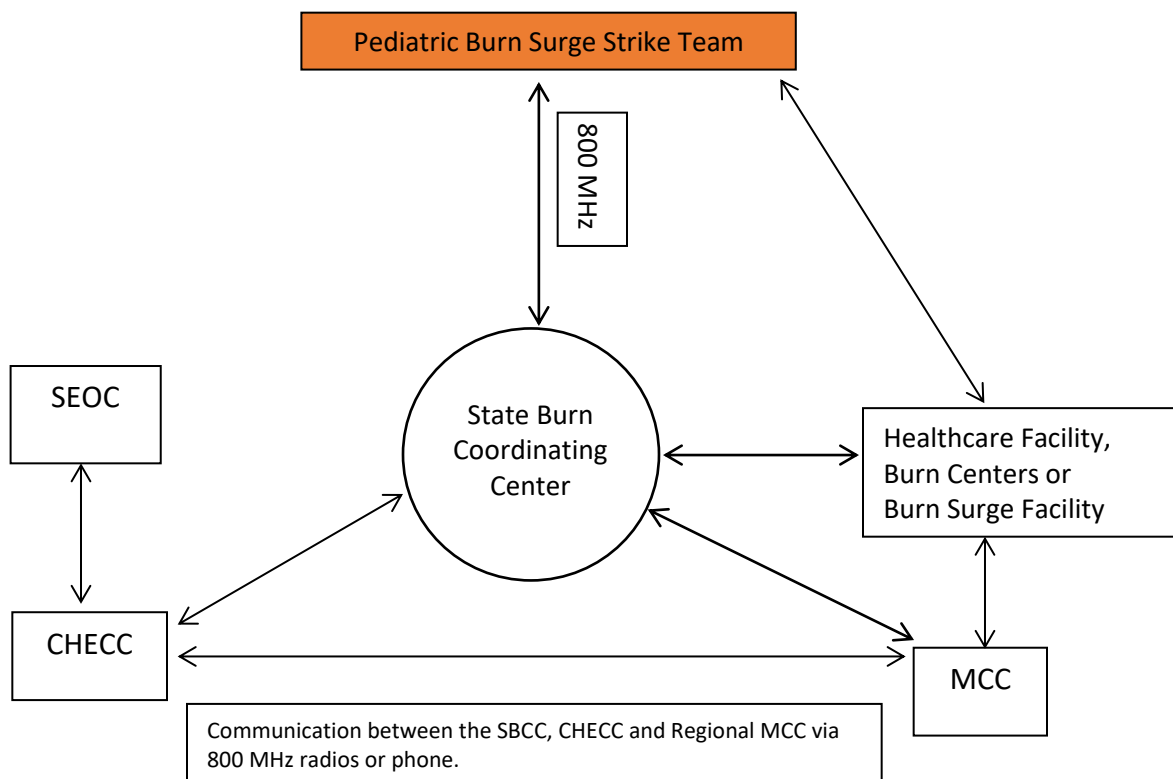 Pediatric Burn Surge Strike Team
800 MHz
SEOC
State Burn
Coordinating
Center
Healthcare Facility,
Burn Centers or
Burn Surge Facility
CHECC
MCC
Communication between the SBCC, CHECC and Regional MCC via
800 MHz radios or phone.